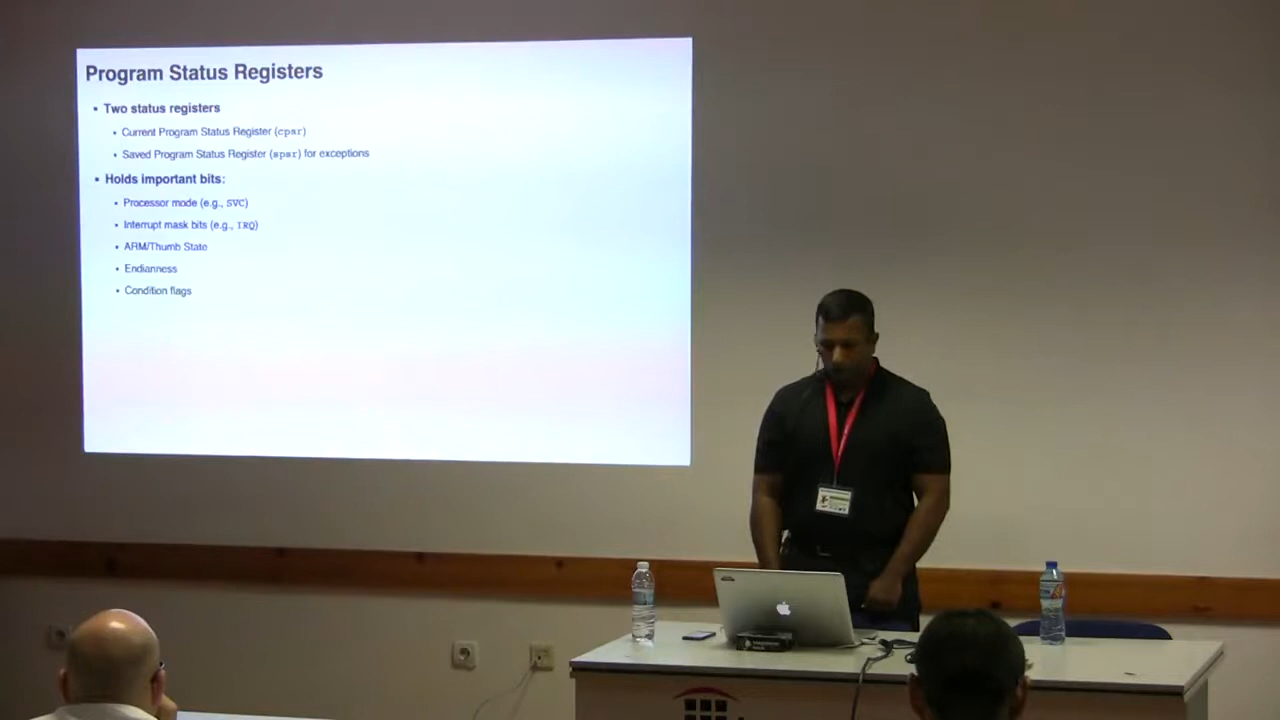 Program Status Registers
• Two status registers
• Current Program Status Register (cpsr)
• Saved Program Status Register (spsr) for exceptions
• Holds important bits:
• Processor mode (e.g., SVC)
• Interrupt mask bits (e.g., IRQ)
• ARM/Thumb State
• Endianness
• Condition flags